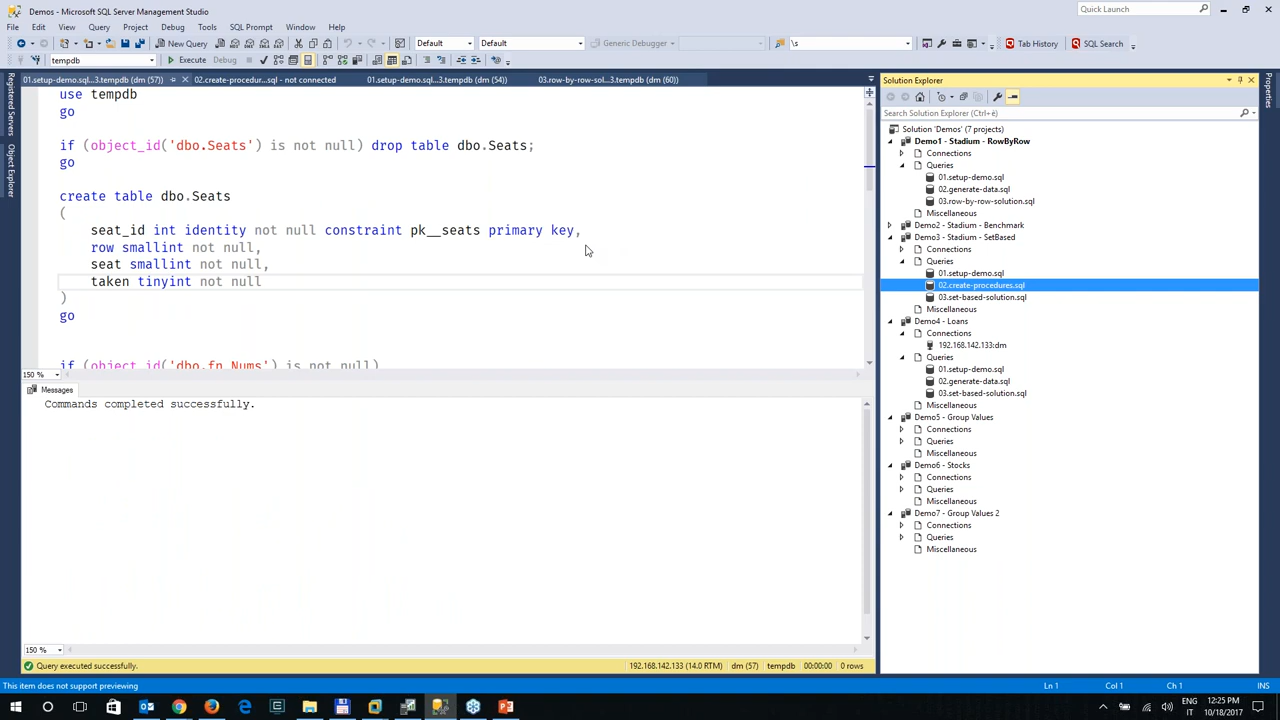 Demos - Microsoft SQL Server Management Studio
Quick Launch
File Edit View Query Project Debug Tools SQL Prompt Window Help
New Query Default Default Generic Debugger \s Tab History SQL Search
tempdb Execute Debug
01.setup-demo.sql...3.tempdb (dm (57)) 02.create-procedur...sql - not connected 01.setup-demo.sql...3.tempdb (dm (54)) 03.row-by-row-sol...3.tempdb (dm (60))
Registered Servers
Object Explorer
use tempdb
go
if (object_id('dbo.Seats') is not null) drop table dbo.Seats;
go
create table dbo.Seats
(
seat_id int identity not null constraint pk__seats primary key,
row smallint not null,
seat smallint not null,
taken tinyint not null
)
go
if (object_id('dbo.fn_Nums') is not null)
150 %
Messages
Commands completed successfully.
150 %
Query executed successfully. 192.168.142.133 (14.0 RTM) dm (57) tempdb 00:00:00 0 rows
Solution Explorer
Search Solution Explorer (Ctrl+è)
Solution 'Demos' (7 projects)
Demo1 - Stadium - RowByRow
Connections
Queries
01.setup-demo.sql
02.generate-data.sql
03.row-by-row-solution.sql
Miscellaneous
Demo2 - Stadium - Benchmark
Demo3 - Stadium - SetBased
Connections
Queries
01.setup-demo.sql
02.create-procedures.sql
03.set-based-solution.sql
Miscellaneous
Demo4 - Loans
Connections
192.168.142.133:dm
Queries
01.setup-demo.sql
02.generate-data.sql
03.set-based-solution.sql
Miscellaneous
Demo5 - Group Values
Connections
Queries
Miscellaneous
Demo6 - Stocks
Connections
Queries
Miscellaneous
Demo7 - Group Values 2
Connections
Queries
Miscellaneous
Properties
This item does not support previewing Ln 1 Col 1 Ch 1 INS
ENG 12:25 PM
IT 10/18/2017